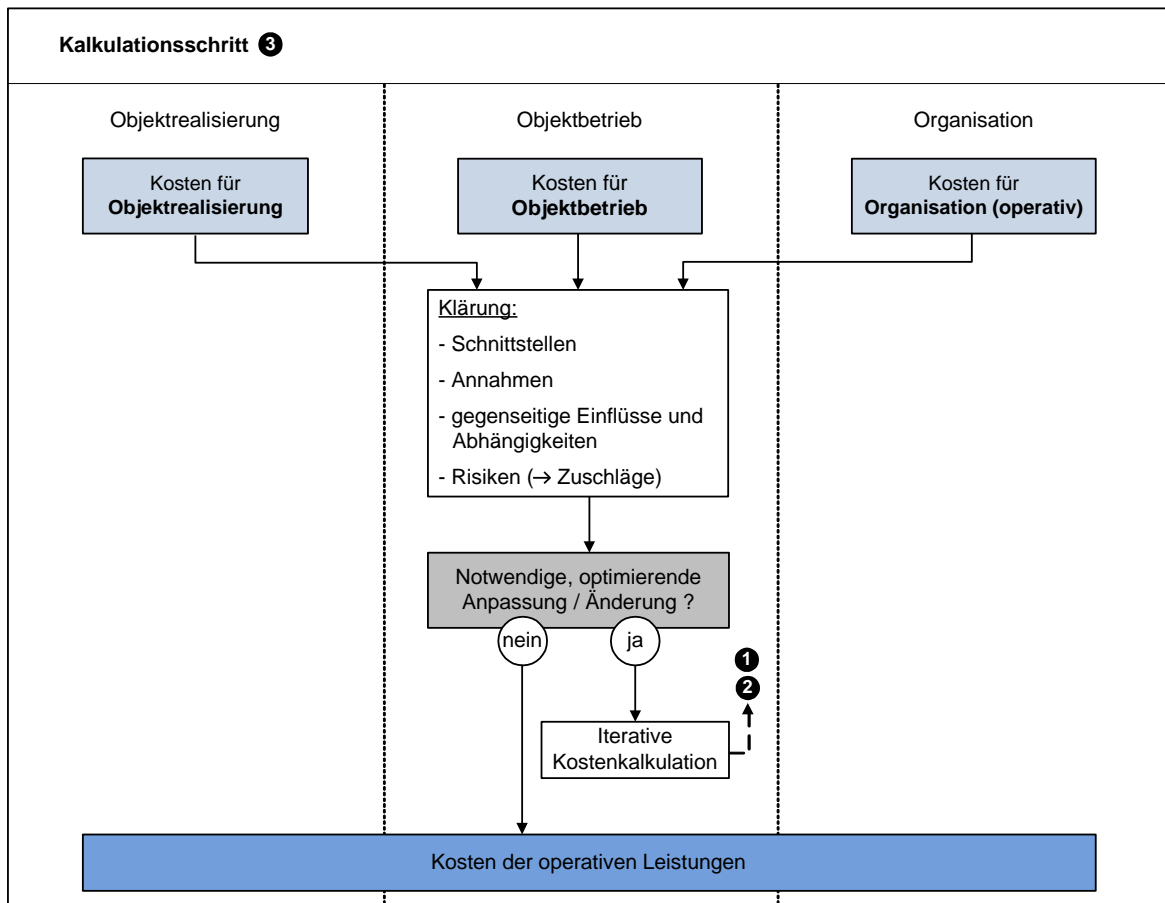 Kalkulationsschritt ❸
Objektrealisierung
Objektbetrieb
Organisation
Kosten für
Objektrealisierung
Kosten für
Objektbetrieb
Kosten für
Organisation (operativ)
Klärung:
- Schnittstellen
- Annahmen
- gegenseitige Einflüsse und
Abhängigkeiten
- Risiken (→ Zuschläge)
Notwendige, optimierende
Anpassung / Änderung ?
nein
ja
❶
❷
Iterative
Kostenkalkulation
Kosten der operativen Leistungen